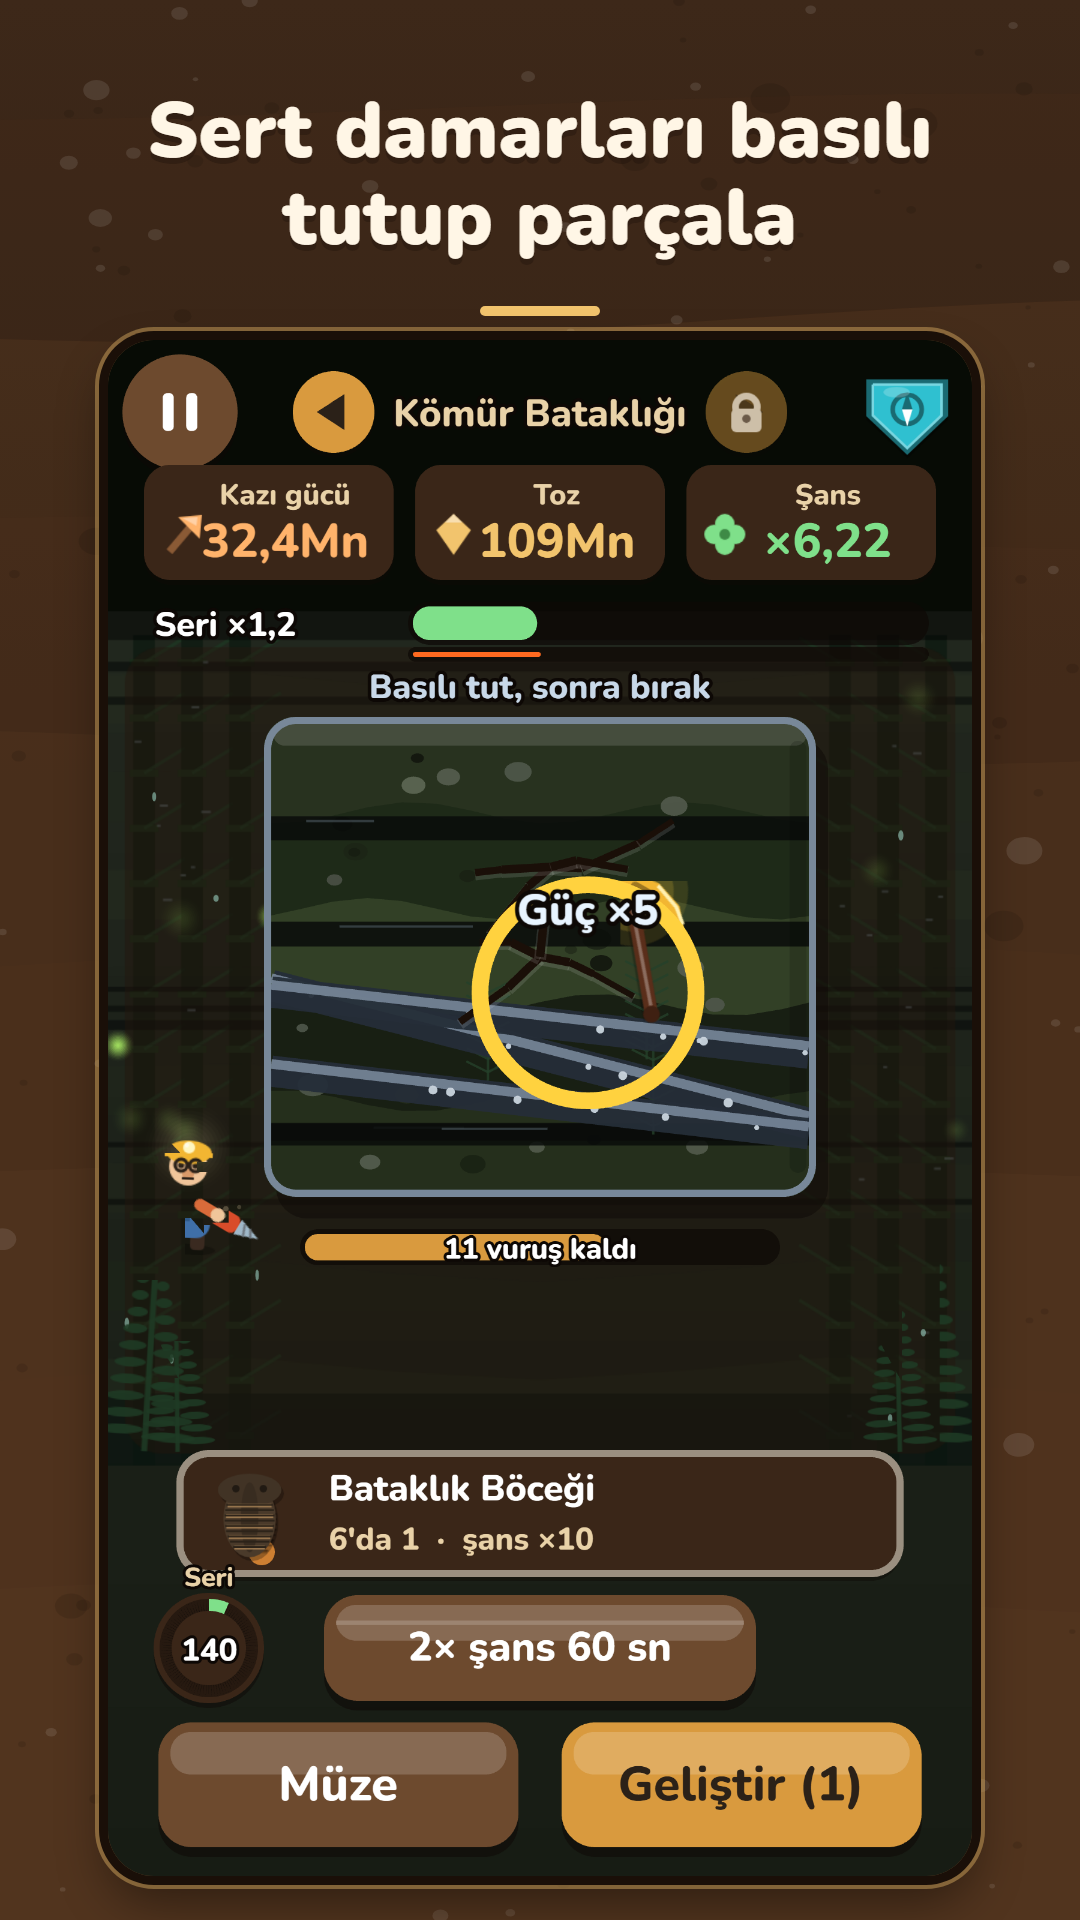 Sert damarları basılı
tutup parçala
Kömür Bataklığı
Kazı gücü
32,4Mn
Toz
109Mn
Şans
×6,22
Seri ×1,2
Basılı tut, sonra bırak
Güç ×5
11 vuruş kaldı
Bataklık Böceği
6'da 1 · şans ×10
Seri
140
2× şans 60 sn
Müze
Geliştir (1)